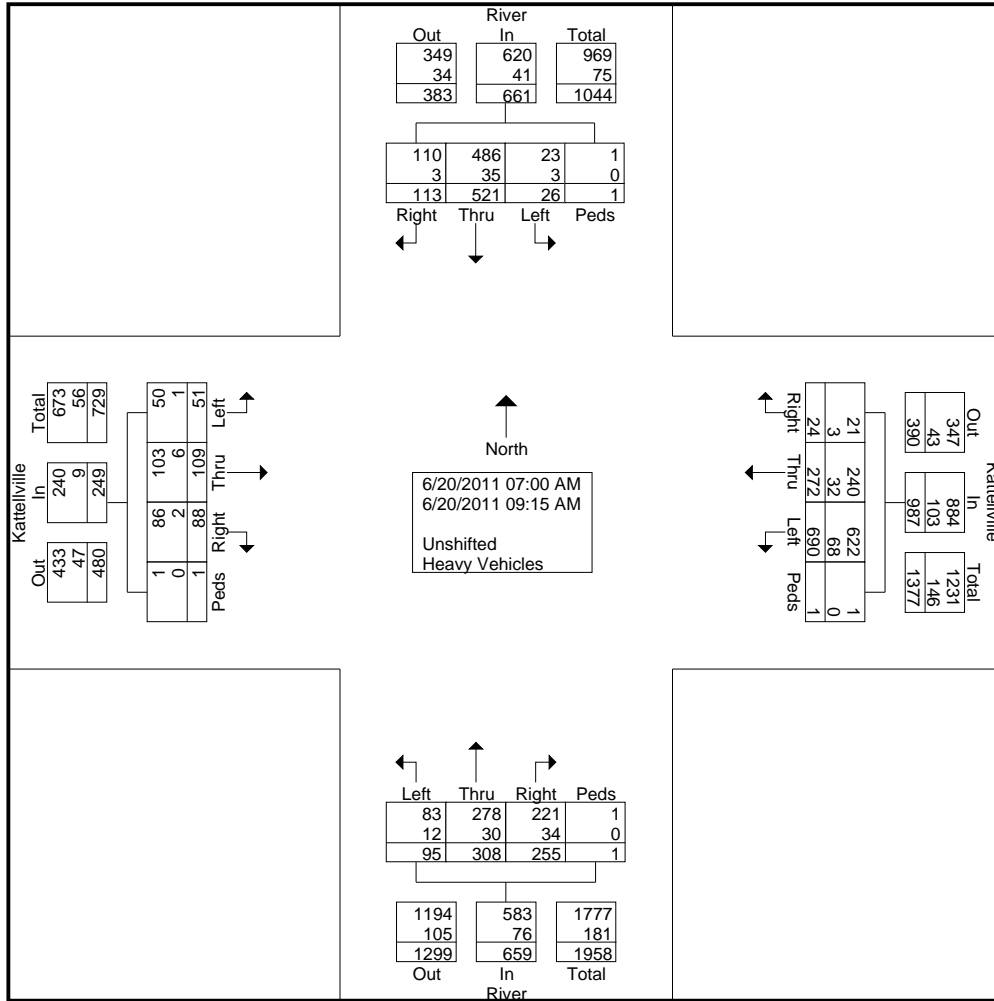 River
Out In Total
349 620 969
34 41 75
383 661 1044
110 486 23 1
3 35 3 0
113 521 26 1
Right Thru Left Peds
Kattellville
Total In Out
673 240 433
56 9 47
729 249 480
50 103 86 1
1 6 2 0
51 109 88 1
Left Thru Right Peds
North
6/20/2011 07:00 AM
6/20/2011 09:15 AM
Unshifted
Heavy Vehicles
Kattellville
Out In Total
347 884 1231
43 103 146
390 987 1377
21 240 622 1
3 32 68 0
24 272 690 1
Right Thru Left Peds
Left Thru Right Peds
83 278 221 1
12 30 34 0
95 308 255 1
1194 583 1777
105 76 181
1299 659 1958
Out In Total
River